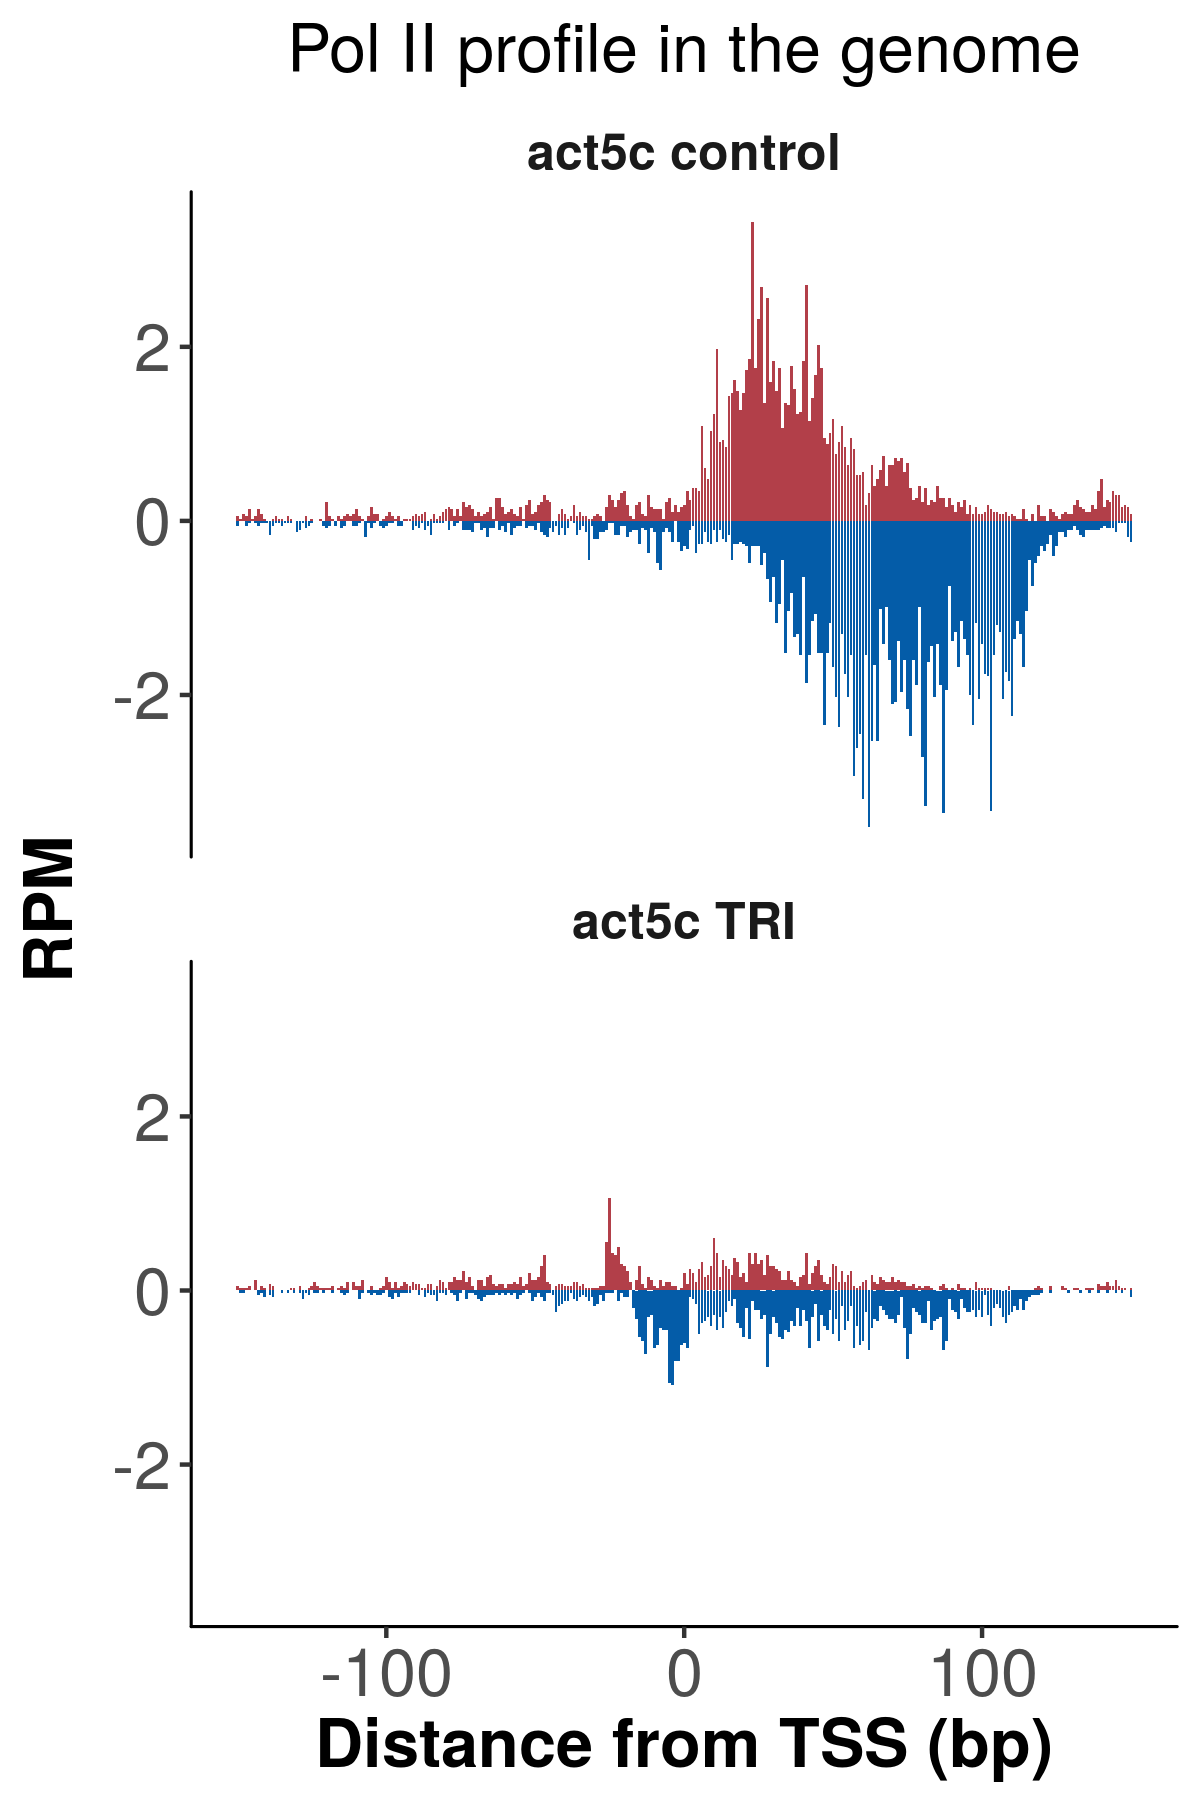 Pol II profile in the genome
act5c control
2
0
-2
RPM
act5c TRI
2
0
-2
-100 0 100
Distance from TSS (bp)